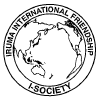 IRUMA INTERNATIONAL FRIENDSHIP
I-SOCIETY